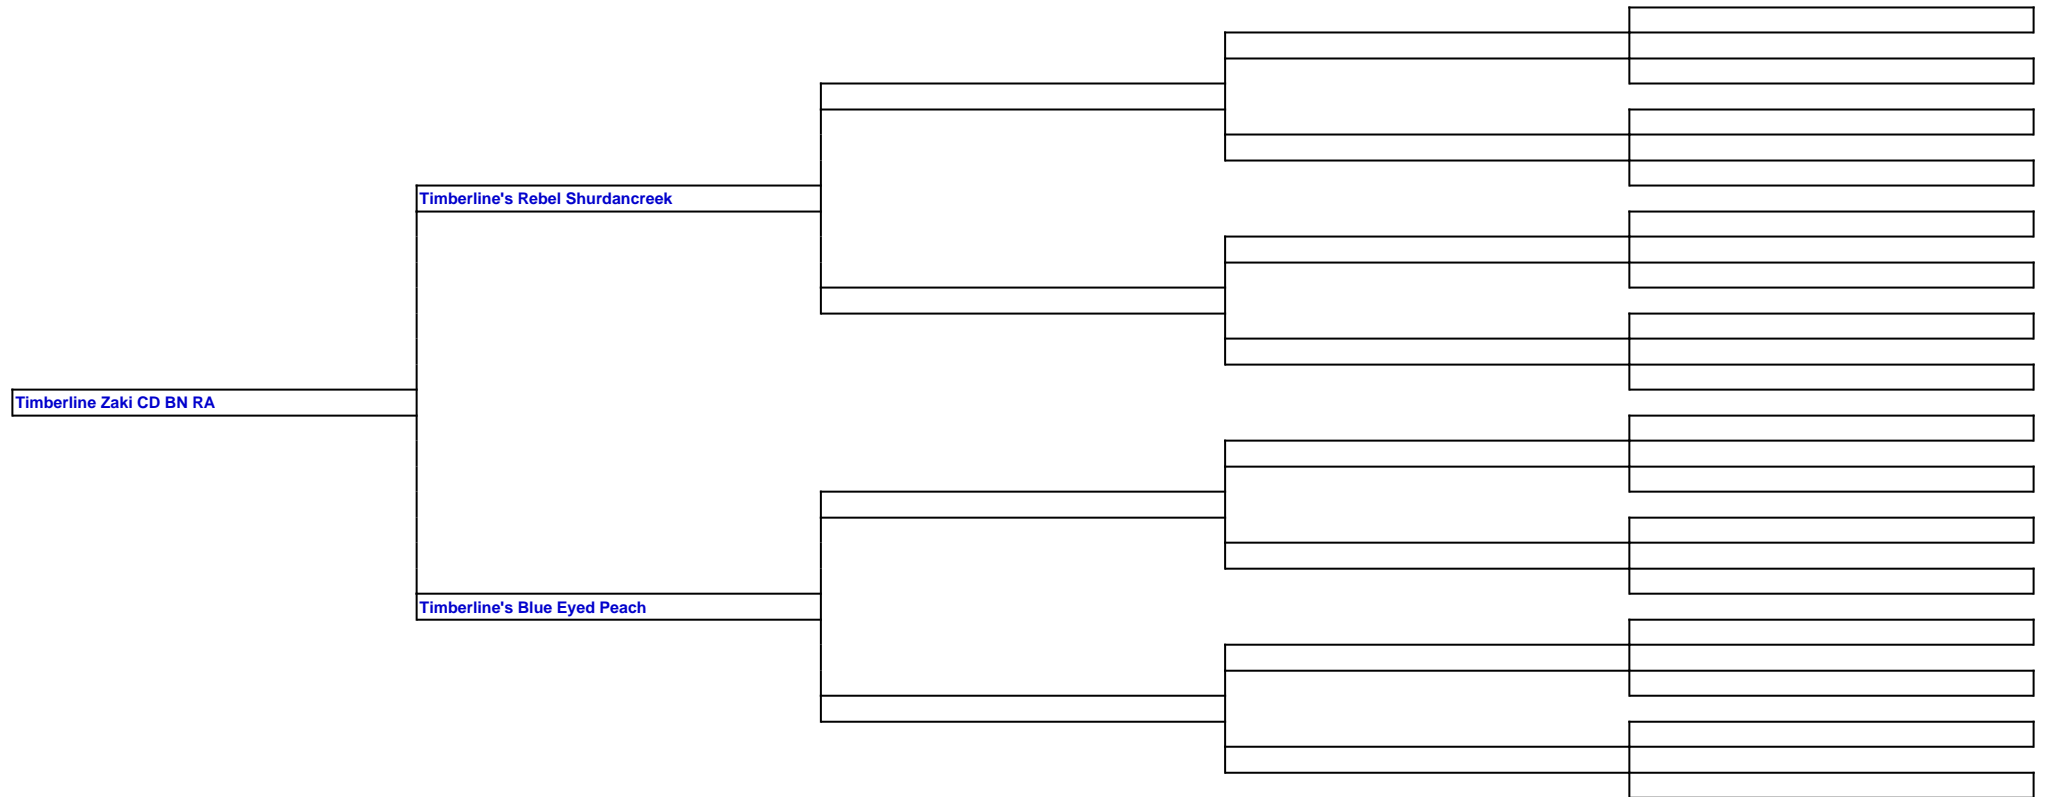 Timberline's Rebel Shurdancreek
Timberline Zaki CD BN RA
Timberline's Blue Eyed Peach